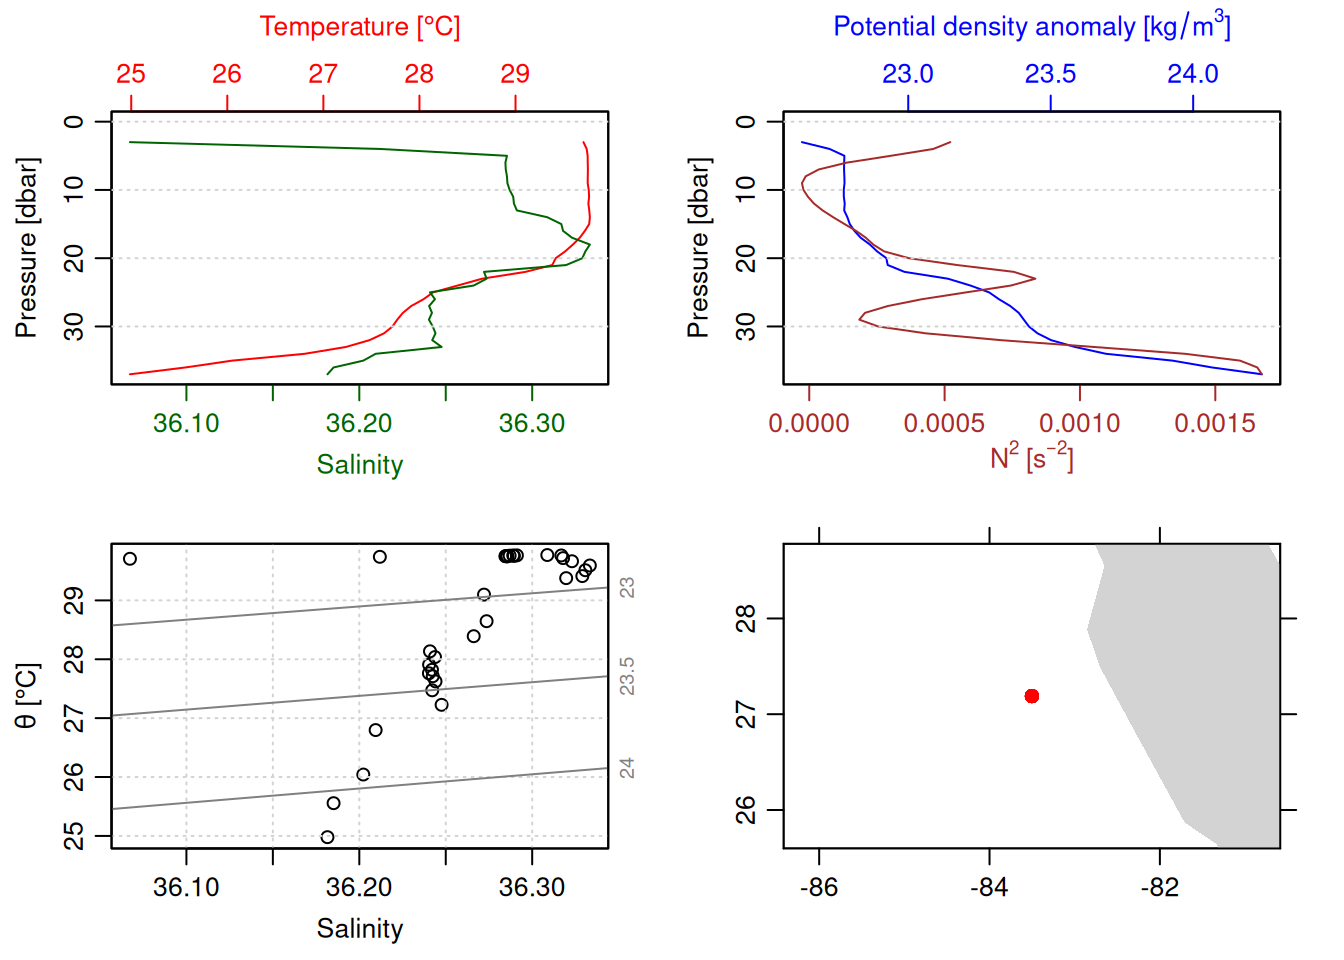 Temperature [°C]
25 26 27 28 29
Pressure [dbar]
0
10
20
30
36.10 36.20 36.30
Salinity
Potential density anomaly [kg/m³]
23.0 23.5 24.0
Pressure [dbar]
0
10
20
30
0.0000 0.0005 0.0010 0.0015
N² [s⁻²]
θ [°C]
29
28
27
26
25
23
23.5
24
36.10 36.20 36.30
Salinity
28
27
26
-86 -84 -82